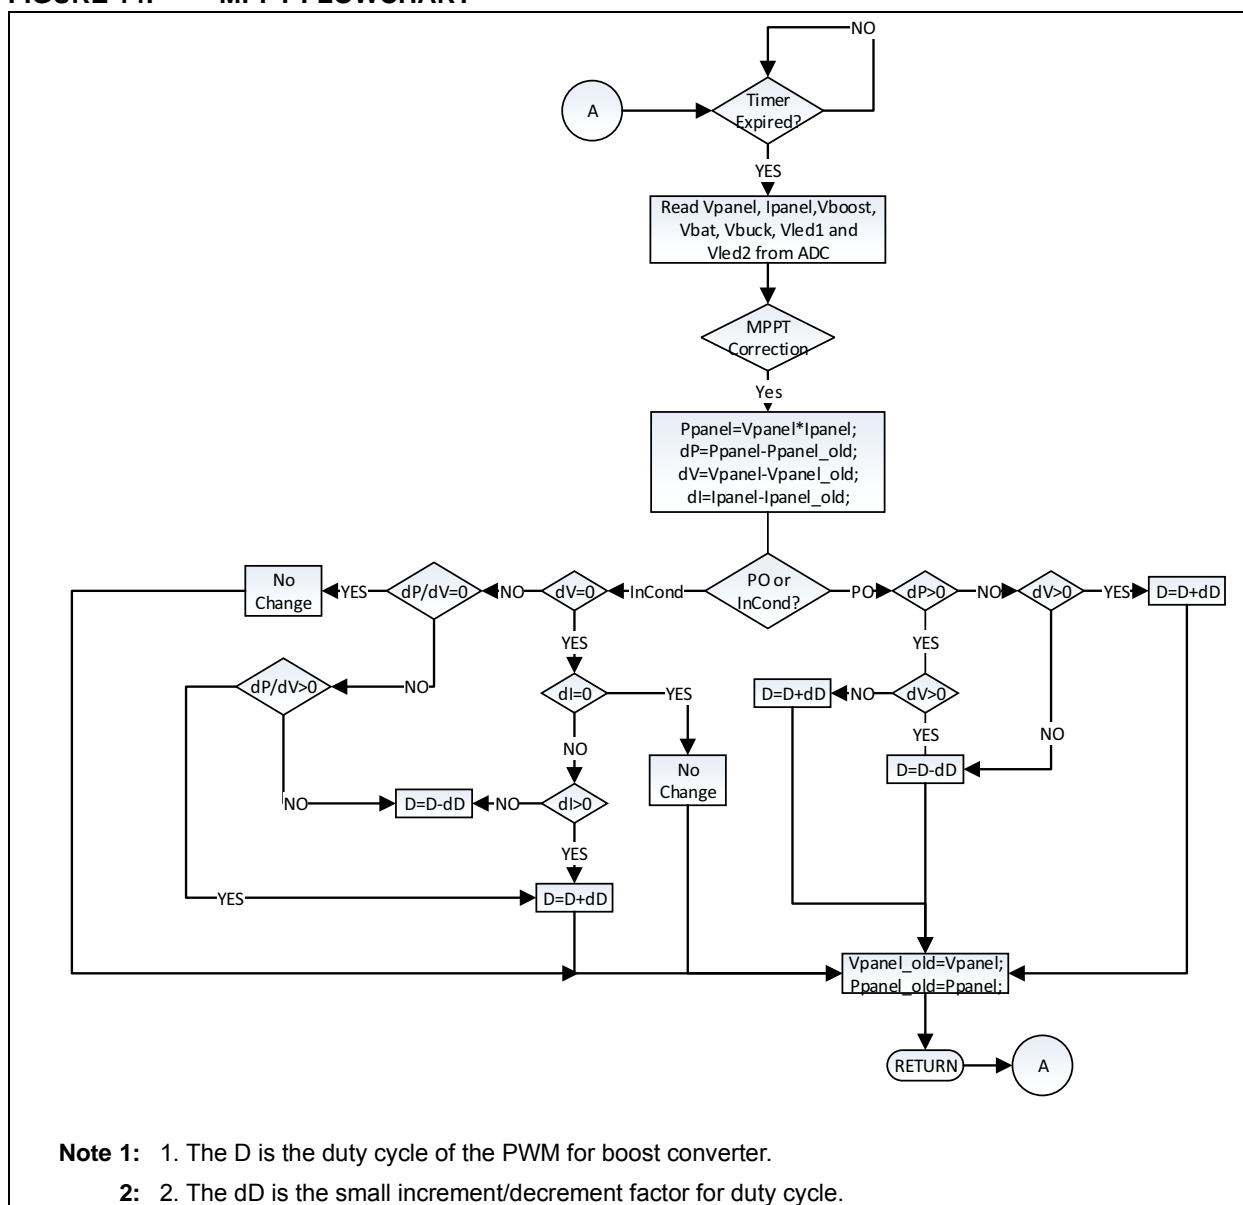 NO
A
Timer
Expired?
YES
Read Vpanel, Ipanel,Vboost,
Vbat, Vbuck, Vled1 and
Vled2 from ADC
MPPT
Correction
Yes
Ppanel=Vpanel*Ipanel;
dP=Ppanel-Ppanel_old;
dV=Vpanel-Vpanel_old;
dI=Ipanel-Ipanel_old;
No
Change
YES
dP/dV=0
NO
dV=0
InCond
PO or
InCond?
PO
dP>0
NO
dV>0
YES
D=D+dD
YES
YES
dP/dV>0
NO
dI=0
YES
D=D+dD
NO
dV>0
NO
YES
NO
No
Change
D=D-dD
NO
D=D-dD
NO
dI>0
YES
YES
D=D+dD
Vpanel_old=Vpanel;
Ppanel_old=Ppanel;
RETURN
A
Note 1: 1. The D is the duty cycle of the PWM for boost converter.
2: 2. The dD is the small increment/decrement factor for duty cycle.